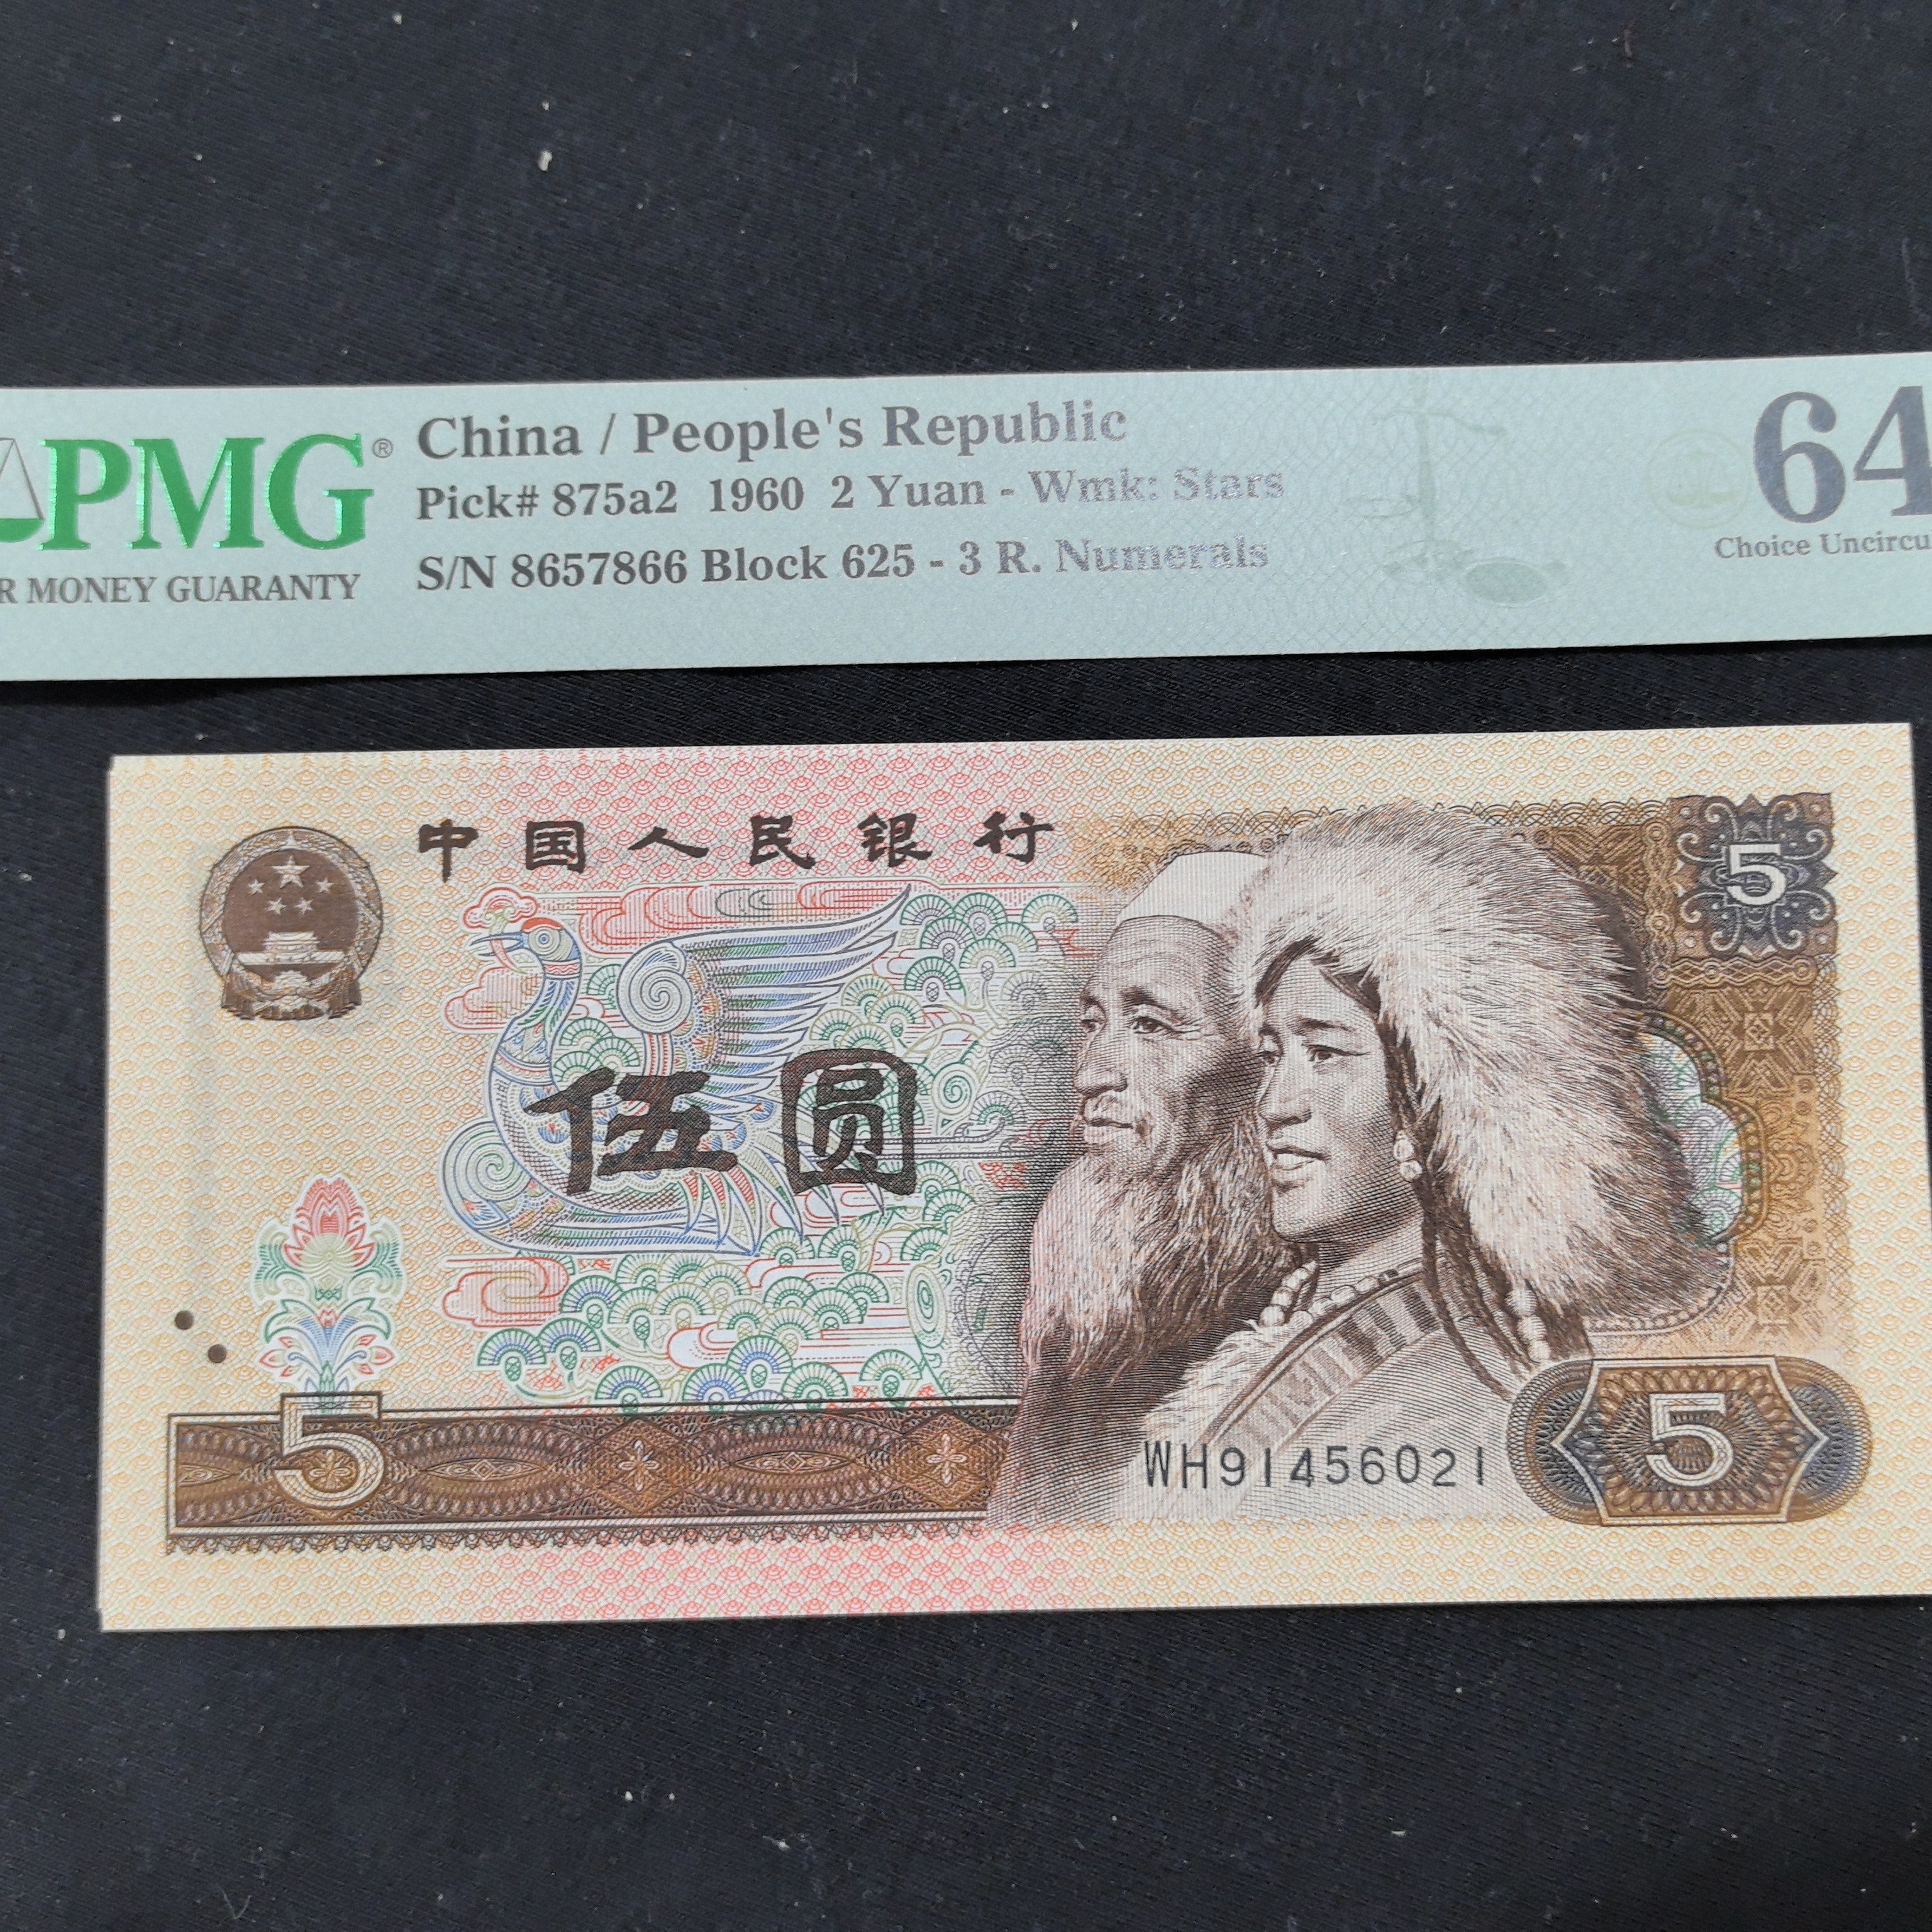 PMG®
R MONEY GUARANTY
China / People's Republic
Pick# 875a2 1960 2 Yuan - Wmk: Stars
S/N 8657866 Block 625 - 3 R. Numerals
64
Choice Uncircu
中国人民银行
5
伍圆
5
WH91456021
5